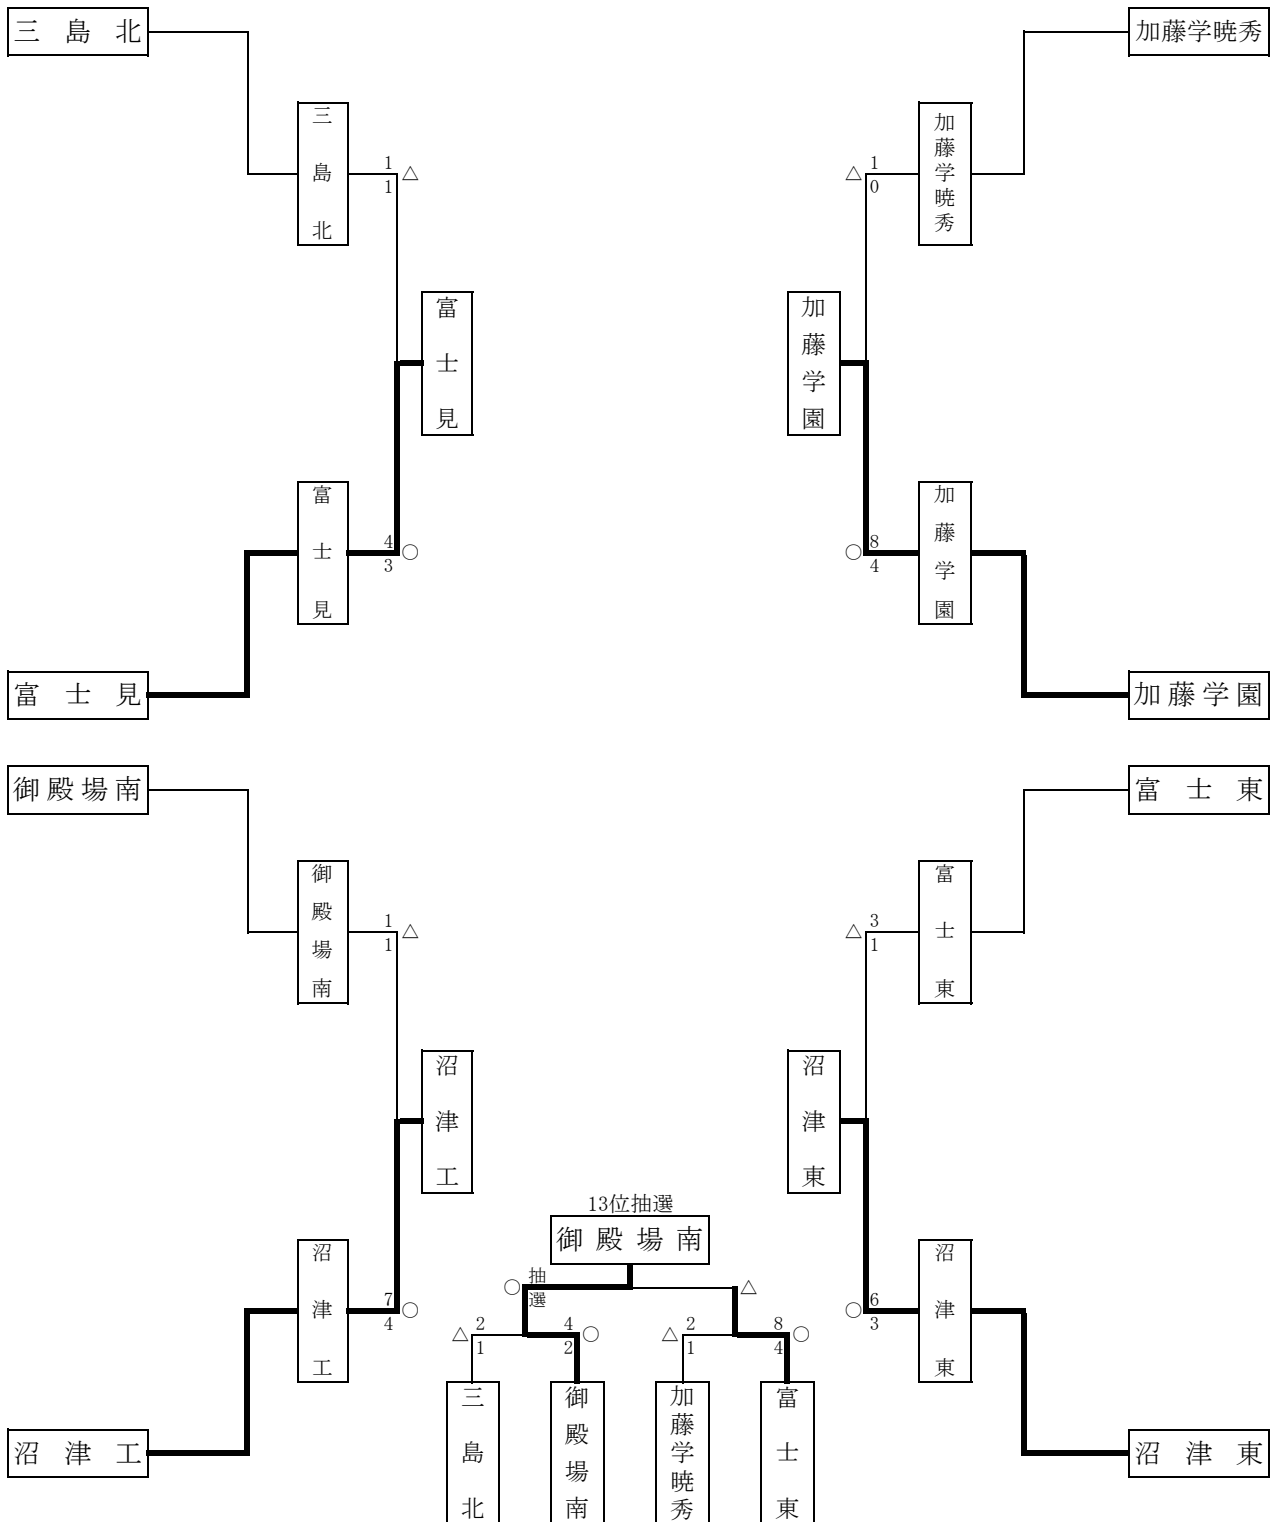 三島北
加藤学暁秀
三島北
1
1
△
△
1
0
加藤学暁秀
富士見
加藤学園
富士見
4
3
○
○
8
4
加藤学園
富士見
加藤学園
御殿場南
富士東
御殿場南
1
1
△
△
3
1
富士東
沼津工
沼津東
13位抽選
御殿場南
○
抽選
△
沼津工
7
4
○
○
6
3
沼津東
△
2
1
4
2
○
△
2
1
8
4
○
三島北
御殿場南
加藤学暁秀
富士東
沼津工
沼津東